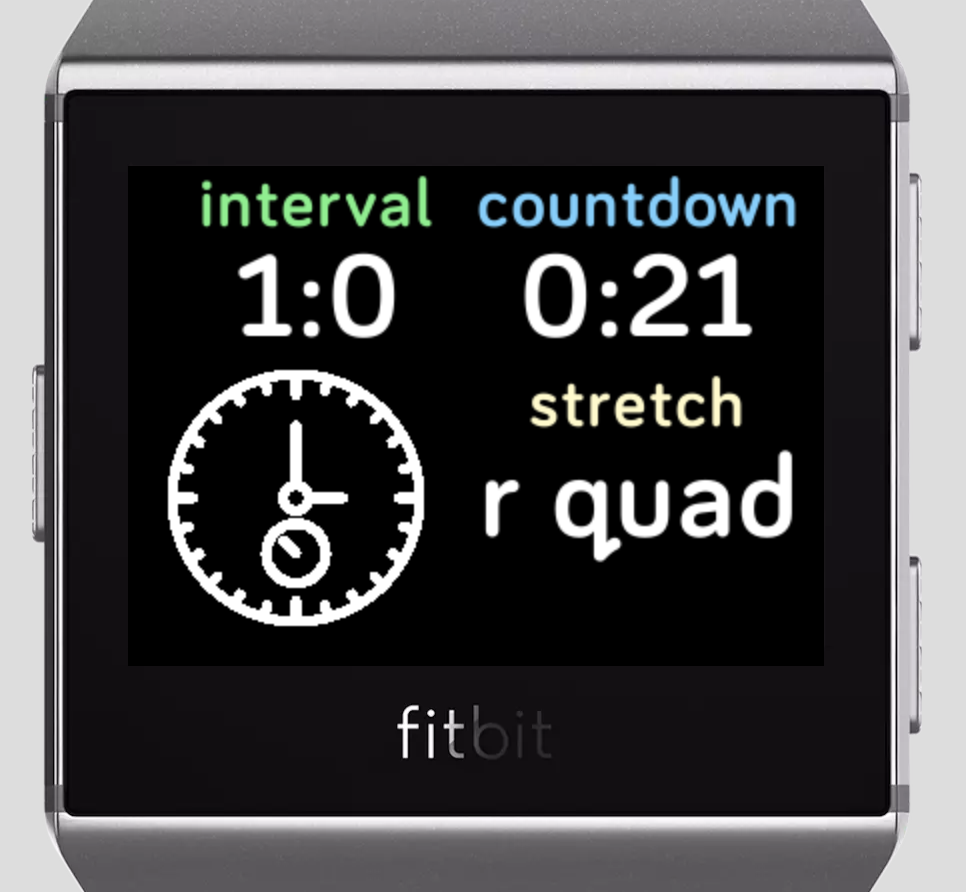 interval countdown
1:0 0:21
stretch
r quad
fitbit